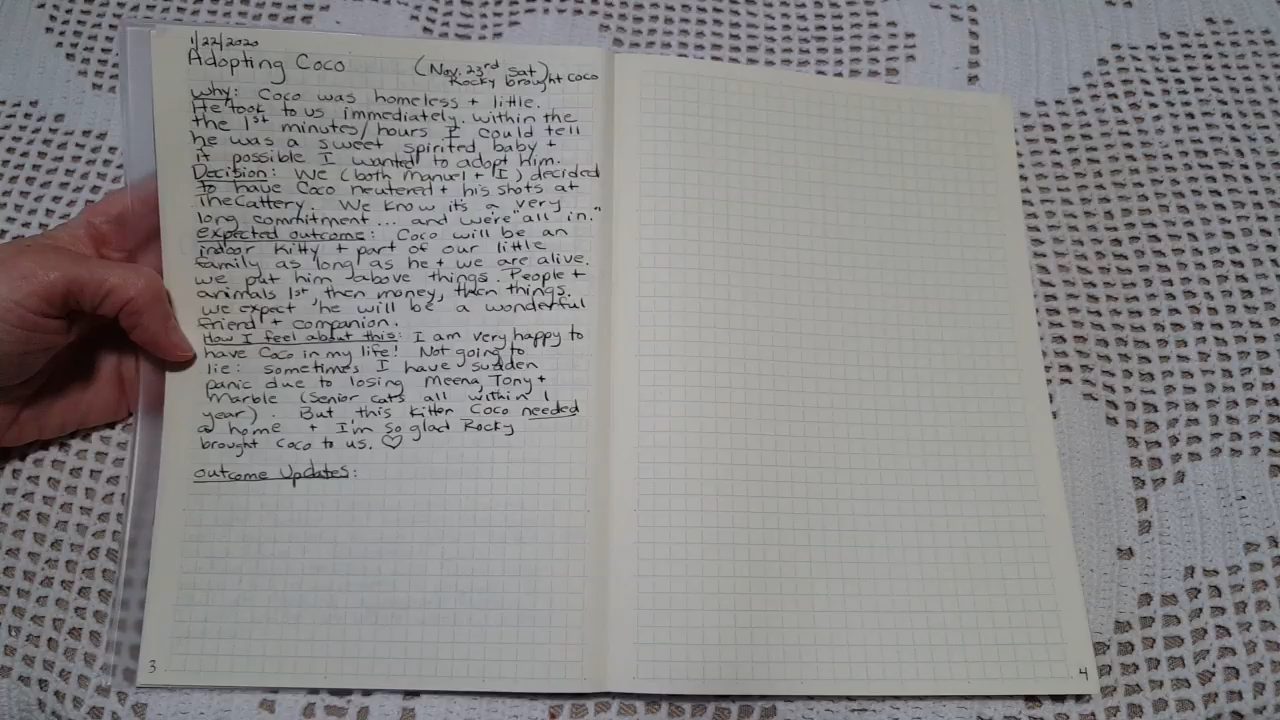 1/22/2020
Adopting Coco (Nov. 23rd Sat)
Rocky brought coco
why: Coco was homeless + little.
He took to us immediately. within the
the 1st minutes/hours I could tell
he was a sweet spirited baby +
if possible I wanted to adopt him.
Decision: We (both Manuel + I) decided
to have Coco neutered + his shots at
The Cattery. We know it's a very
long commitment... and we're "all in."
expected outcome: Coco will be an
indoor kitty + part of our little
family as long as he + we are alive.
we put him above things. People +
animals 1st, then money, then things.
we expect he will be a wonderful
friend + companion.
How I feel about this: I am very happy to
have Coco in my life! Not going to
lie: sometimes I have sudden
panic due to losing Meena, Tony +
Marble (senior cats all within 1
year). But this kitten Coco needed
a home + I'm so glad Rocky
brought Coco to us. ♡
Outcome Updates:
3
4